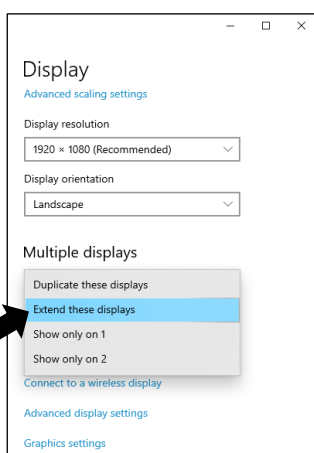 Display
Advanced scaling settings
Display resolution
1920 × 1080 (Recommended)
Display orientation
Landscape
Multiple displays
Duplicate these displays
Extend these displays
Show only on 1
Show only on 2
Connect to a wireless display
Advanced display settings
Graphics settings